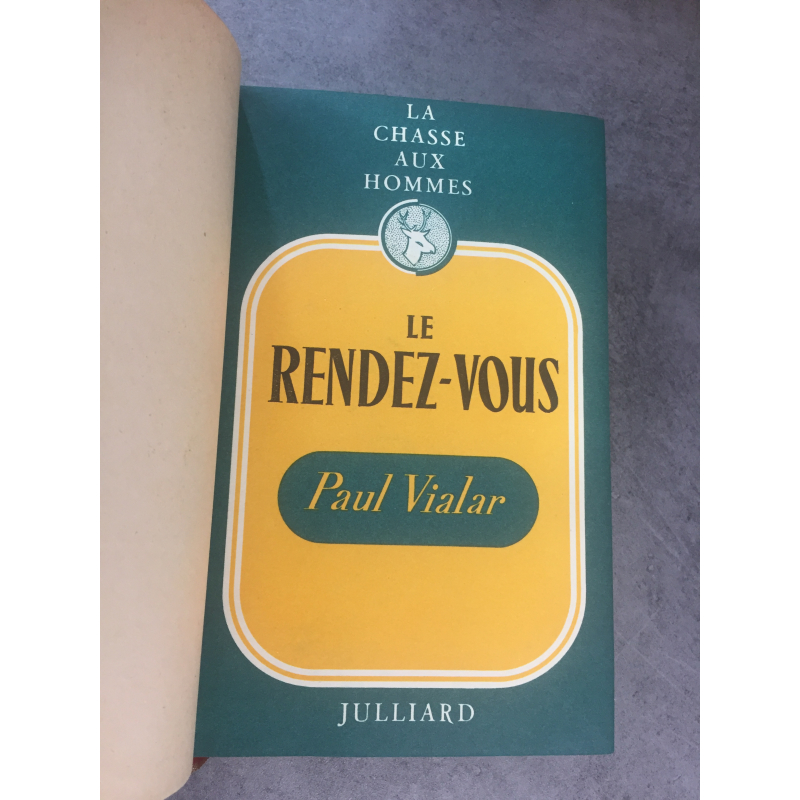 LA
CHASSE
AUX
HOMMES
LE
RENDEZ-VOUS
Paul Vialar
JULLIARD